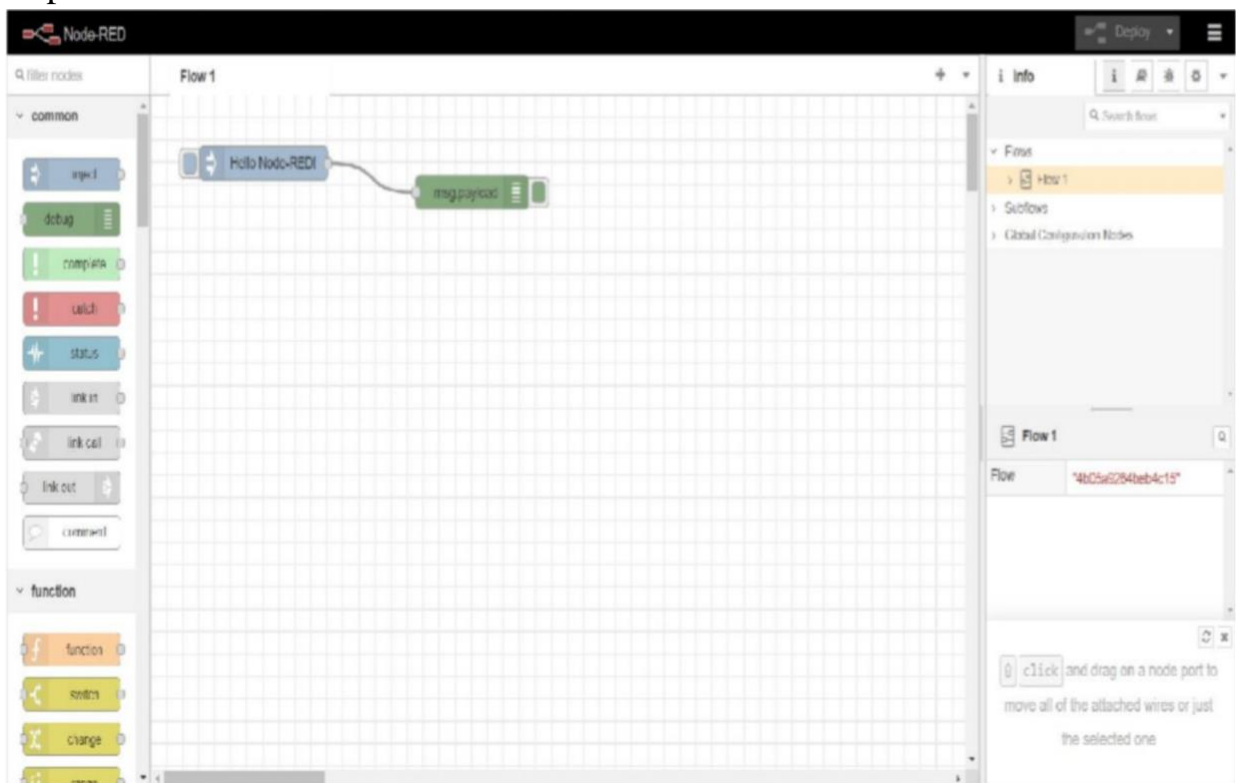 Node-RED
Deploy
filter nodes
Flow 1
i Info
i
common
Search flows
inject
Hello Node-RED!
Flows
Flow 1
debug
msg.payload
Subflows
Global Configuration Nodes
complete
catch
status
link in
link call
Flow 1
link out
Flow
comment
function
function
click and drag on a node port to
switch
move all of the attached wires or just
change
the selected one